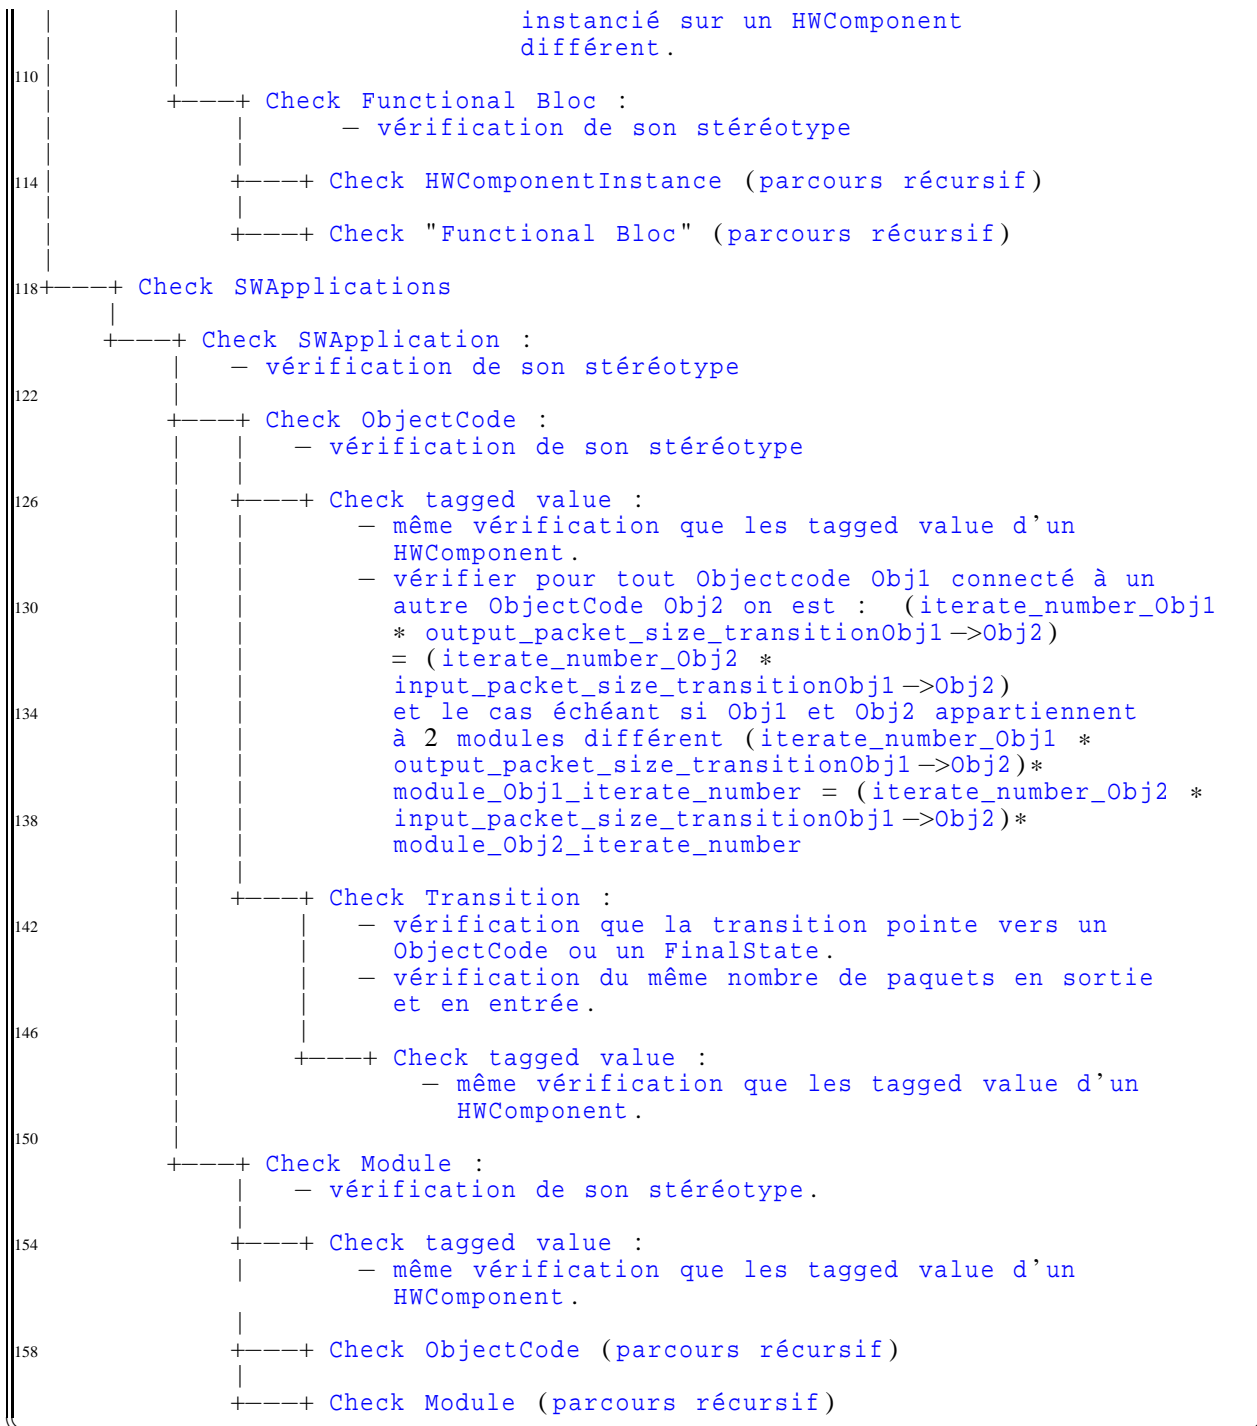 instancié sur un HWComponent
différent.
110
+———+ Check Functional Bloc :
— vérification de son stéréotype
114 +———+ Check HWComponentInstance (parcours récursif)
+———+ Check "Functional Bloc" (parcours récursif)
118+———+ Check SWApplications
+———+ Check SWApplication :
— vérification de son stéréotype
122
+———+ Check ObjectCode :
— vérification de son stéréotype
126 +———+ Check tagged value :
— même vérification que les tagged value d'un
HWComponent.
— vérifier pour tout Objectcode Obj1 connecté à un
130 autre ObjectCode Obj2 on est : (iterate_number_Obj1
* output_packet_size_transitionObj1—>Obj2)
= (iterate_number_Obj2 *
input_packet_size_transitionObj1—>Obj2)
134 et le cas échéant si Obj1 et Obj2 appartiennent
à 2 modules différent (iterate_number_Obj1 *
output_packet_size_transitionObj1—>Obj2)*
module_Obj1_iterate_number = (iterate_number_Obj2 *
138 input_packet_size_transitionObj1—>Obj2)*
module_Obj2_iterate_number
+———+ Check Transition :
142 — vérification que la transition pointe vers un
ObjectCode ou un FinalState.
— vérification du même nombre de paquets en sortie
et en entrée.
146
+———+ Check tagged value :
— même vérification que les tagged value d'un
HWComponent.
150
+———+ Check Module :
— vérification de son stéréotype.
154 +———+ Check tagged value :
— même vérification que les tagged value d'un
HWComponent.
158 +———+ Check ObjectCode (parcours récursif)
+———+ Check Module (parcours récursif)